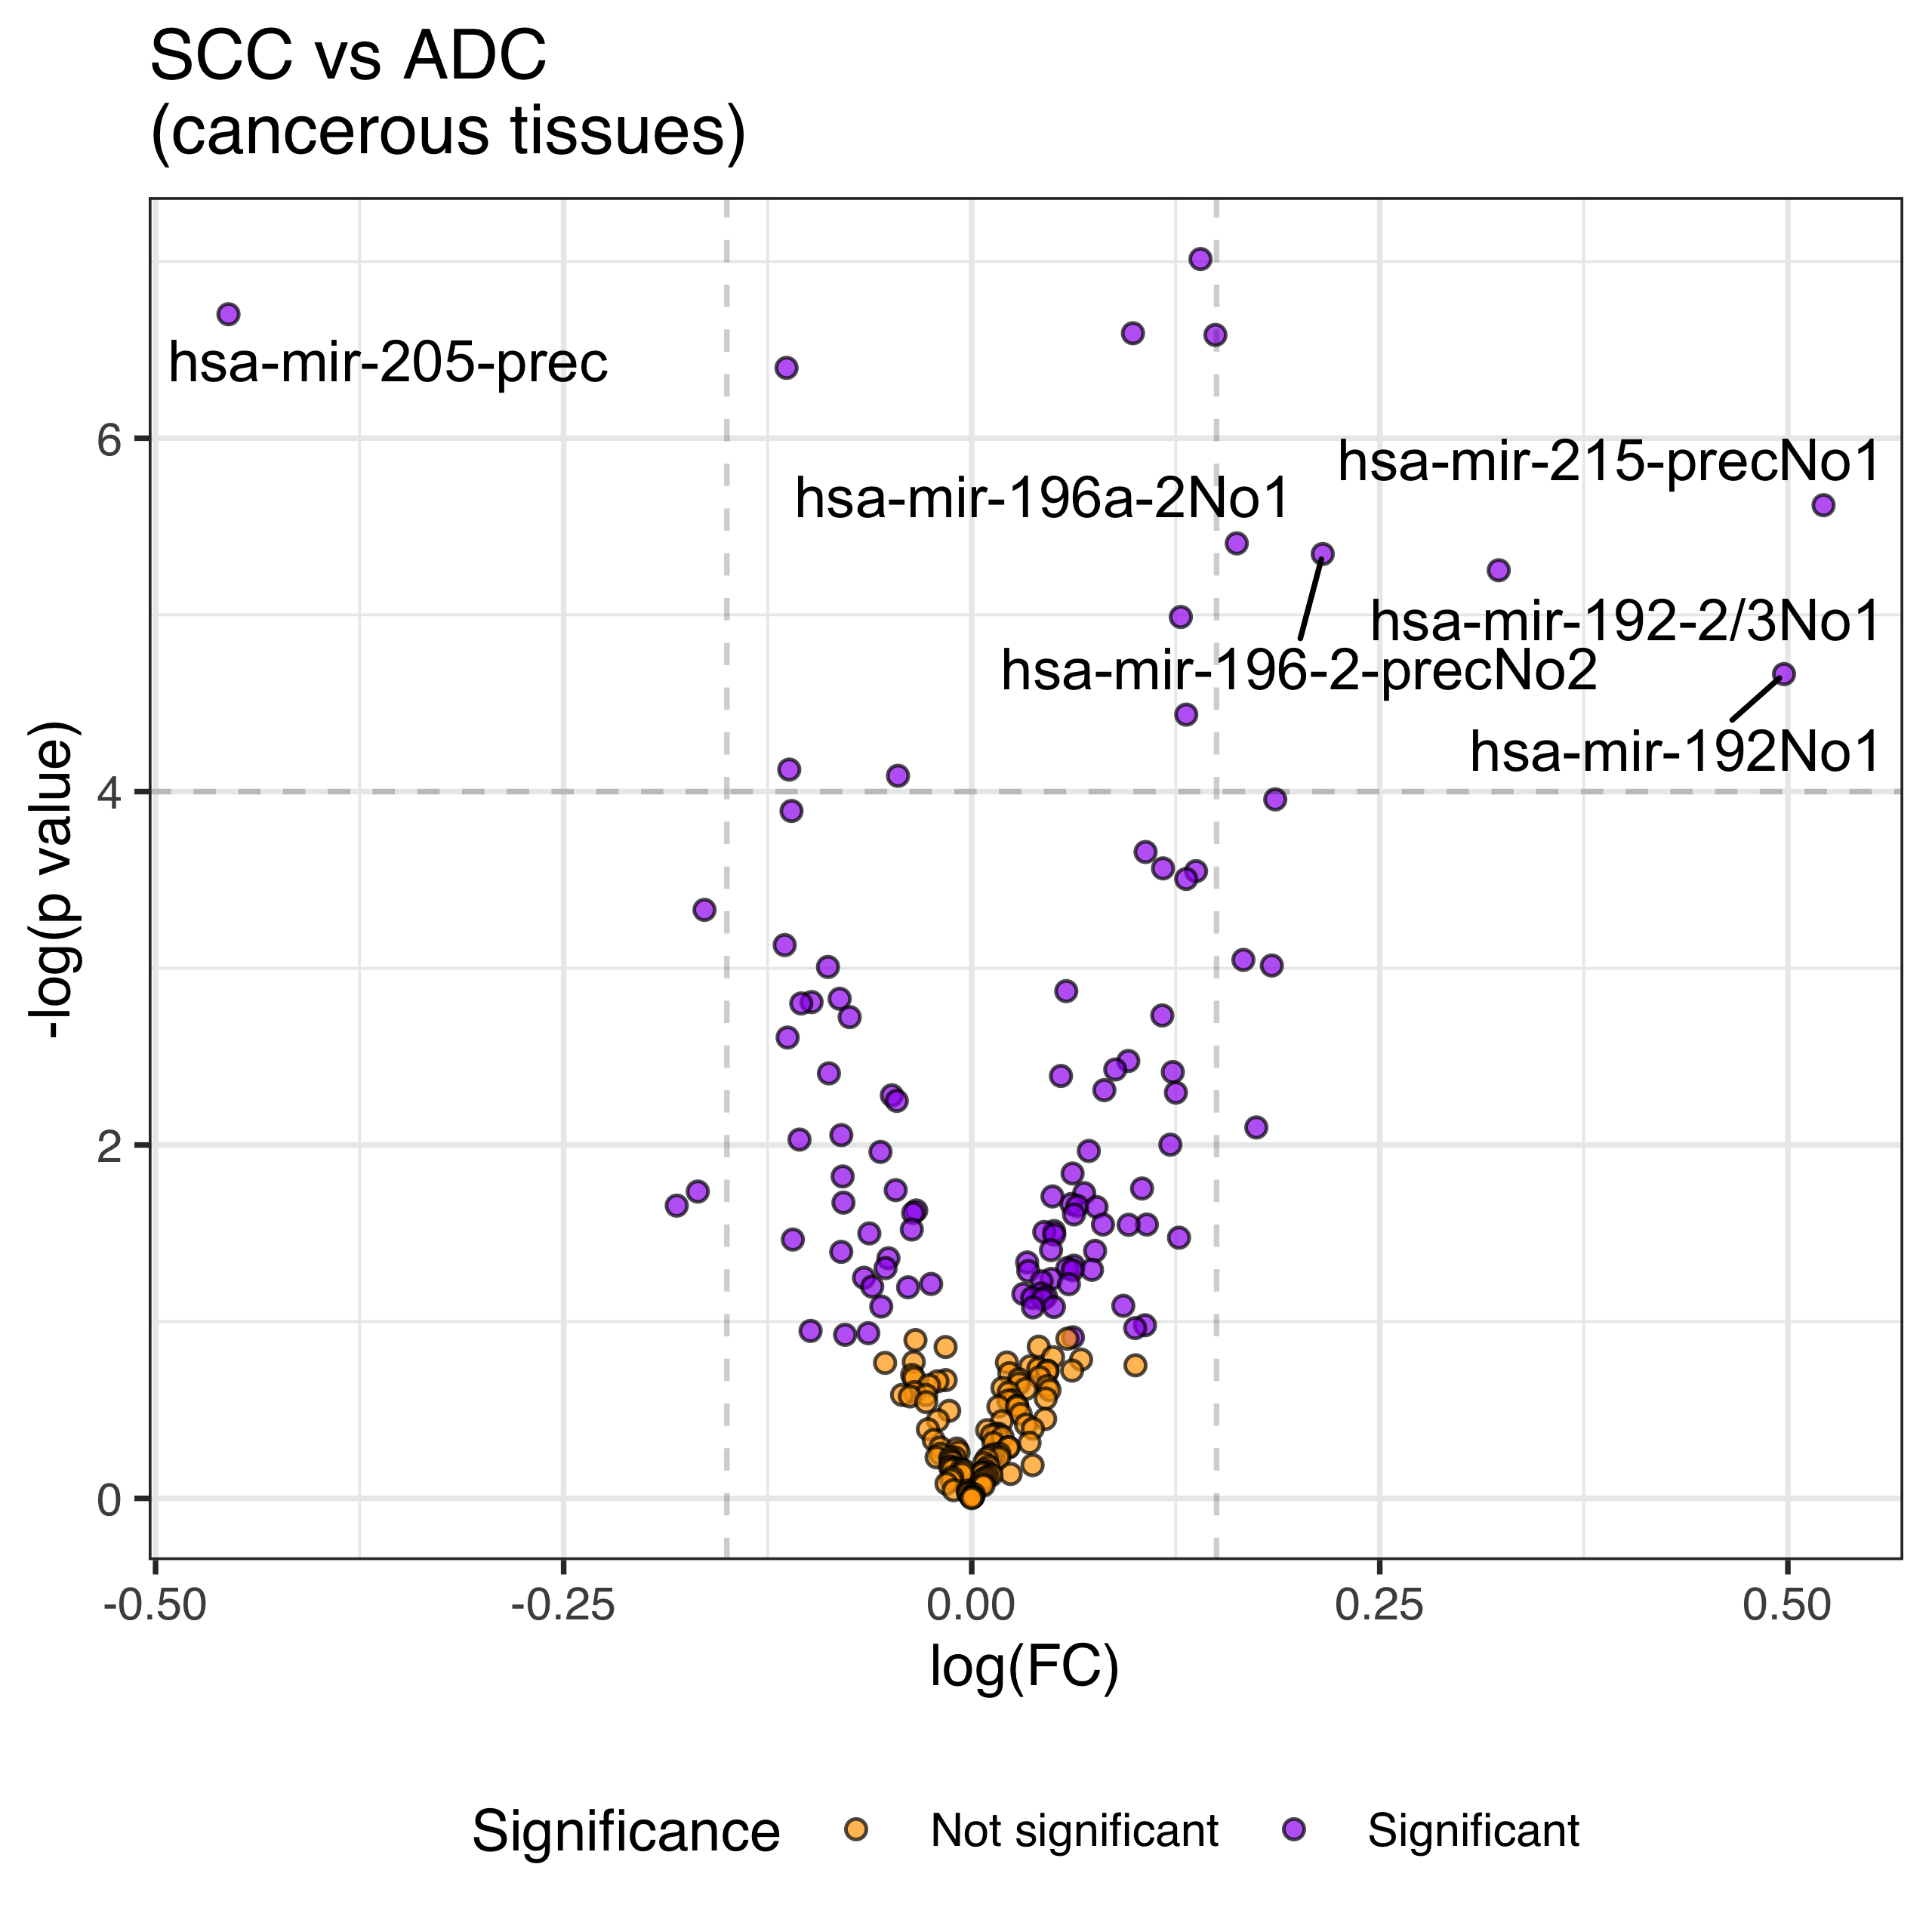 SCC vs ADC
(cancerous tissues)
hsa-mir-205-prec
hsa-mir-215-precNo1
hsa-mir-196a-2No1
hsa-mir-192-2/3No1
hsa-mir-196-2-precNo2
hsa-mir-192No1
6
4
2
0
-log(p value)
-0.50 -0.25 0.00 0.25 0.50
log(FC)
Significance Not significant Significant